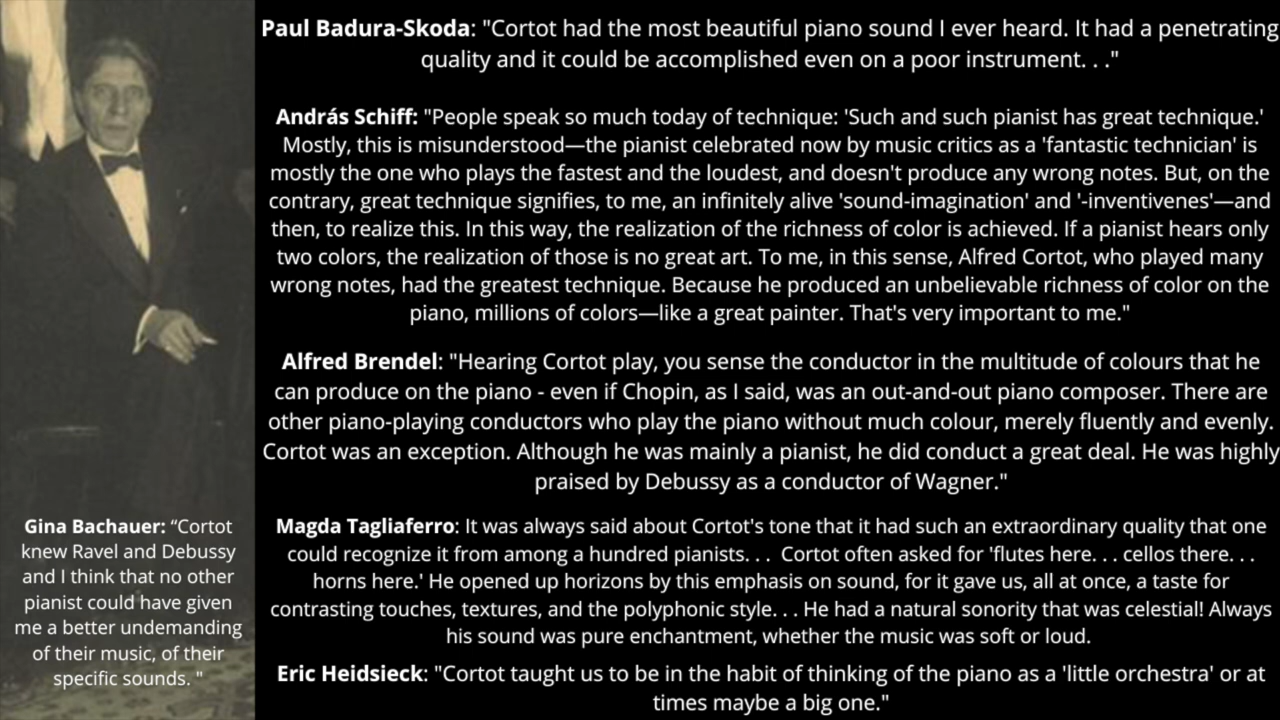 Paul Badura-Skoda: "Cortot had the most beautiful piano sound I ever heard. It had a penetrating
quality and it could be accomplished even on a poor instrument. . ."
András Schiff: "People speak so much today of technique: 'Such and such pianist has great technique.'
Mostly, this is misunderstood—the pianist celebrated now by music critics as a 'fantastic technician' is
mostly the one who plays the fastest and the loudest, and doesn't produce any wrong notes. But, on the
contrary, great technique signifies, to me, an infinitely alive 'sound-imagination' and '-inventivenes'—and
then, to realize this. In this way, the realization of the richness of color is achieved. If a pianist hears only
two colors, the realization of those is no great art. To me, in this sense, Alfred Cortot, who played many
wrong notes, had the greatest technique. Because he produced an unbelievable richness of color on the
piano, millions of colors—like a great painter. That's very important to me."
Alfred Brendel: "Hearing Cortot play, you sense the conductor in the multitude of colours that he
can produce on the piano - even if Chopin, as I said, was an out-and-out piano composer. There are
other piano-playing conductors who play the piano without much colour, merely fluently and evenly.
Cortot was an exception. Although he was mainly a pianist, he did conduct a great deal. He was highly
praised by Debussy as a conductor of Wagner."
Gina Bachauer: “Cortot
knew Ravel and Debussy
and I think that no other
pianist could have given
me a better undemanding
of their music, of their
specific sounds. "
Magda Tagliaferro: It was always said about Cortot's tone that it had such an extraordinary quality that one
could recognize it from among a hundred pianists. . .  Cortot often asked for 'flutes here. . . cellos there. . .
horns here.' He opened up horizons by this emphasis on sound, for it gave us, all at once, a taste for
contrasting touches, textures, and the polyphonic style. . . He had a natural sonority that was celestial! Always
his sound was pure enchantment, whether the music was soft or loud.
Eric Heidsieck: "Cortot taught us to be in the habit of thinking of the piano as a 'little orchestra' or at
times maybe a big one."